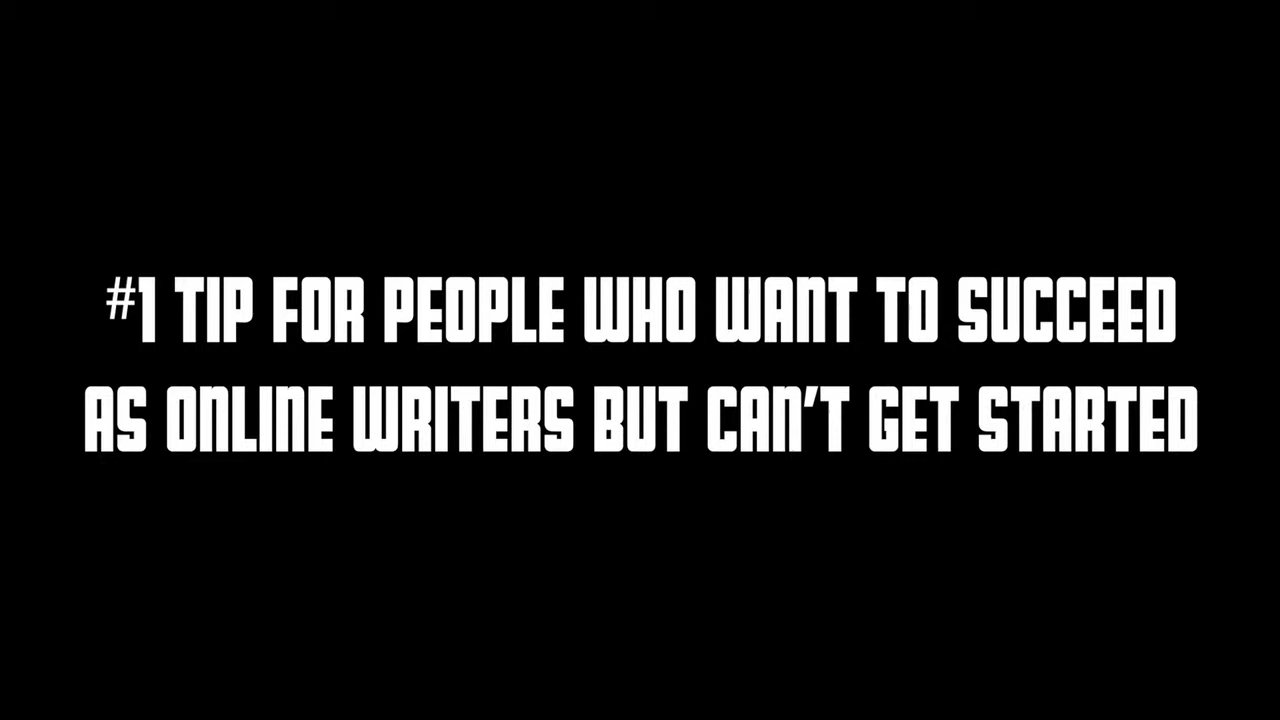 #1 TIP FOR PEOPLE WHO WANT TO SUCCEED
AS ONLINE WRITERS BUT CAN'T GET STARTED